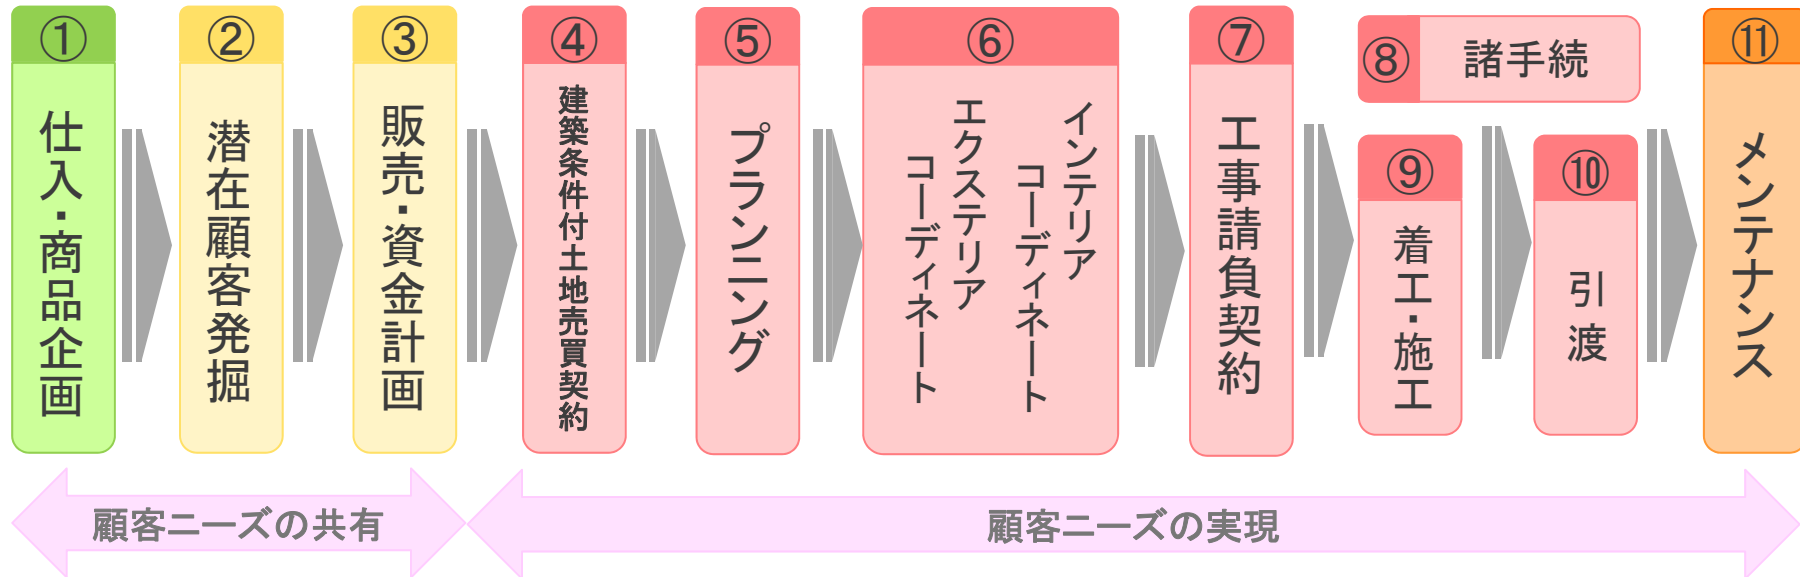 ①
仕入・商品企画
②
潜在顧客発掘
③
販売・資金計画
④
建築条件付土地売買契約
⑤
プランニング
⑥
インテリア
コーディネート
エクステリア
コーディネート
⑦
工事請負契約
⑧
諸手続
⑨
着工・施工
⑩
引渡
⑪
メンテナンス
顧客ニーズの共有
顧客ニーズの実現